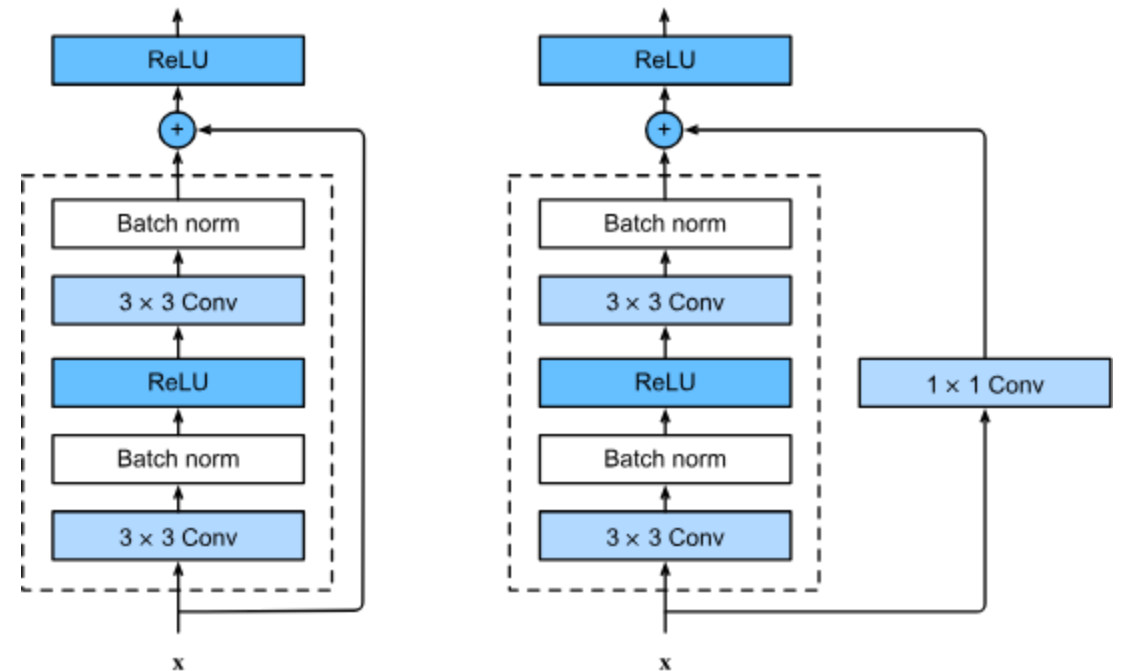 ReLU
+
Batch norm
3 × 3 Conv
ReLU
Batch norm
3 × 3 Conv
x
ReLU
+
Batch norm
3 × 3 Conv
ReLU
Batch norm
3 × 3 Conv
x
1 × 1 Conv